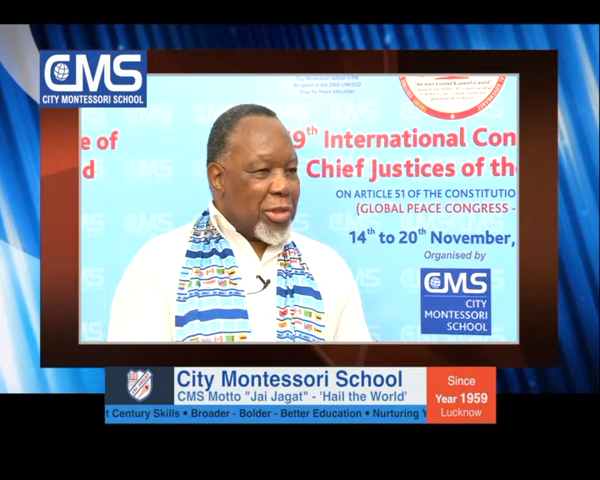 CMS
CITY MONTESSORI SCHOOL
"We want a united & peaceful world"
e of
d
9th International Con
Chief Justices of the
ON ARTICLE 51 OF THE CONSTITUTIO
(GLOBAL PEACE CONGRESS -
14th to 20th November,
Organised by
CMS
CITY
MONTESSORI
SCHOOL
City Montessori School
CMS Motto "Jai Jagat" - 'Hail the World'
t Century Skills ■ Broader - Bolder - Better Education ■ Nurturing Y
Since
Year 1959
Lucknow